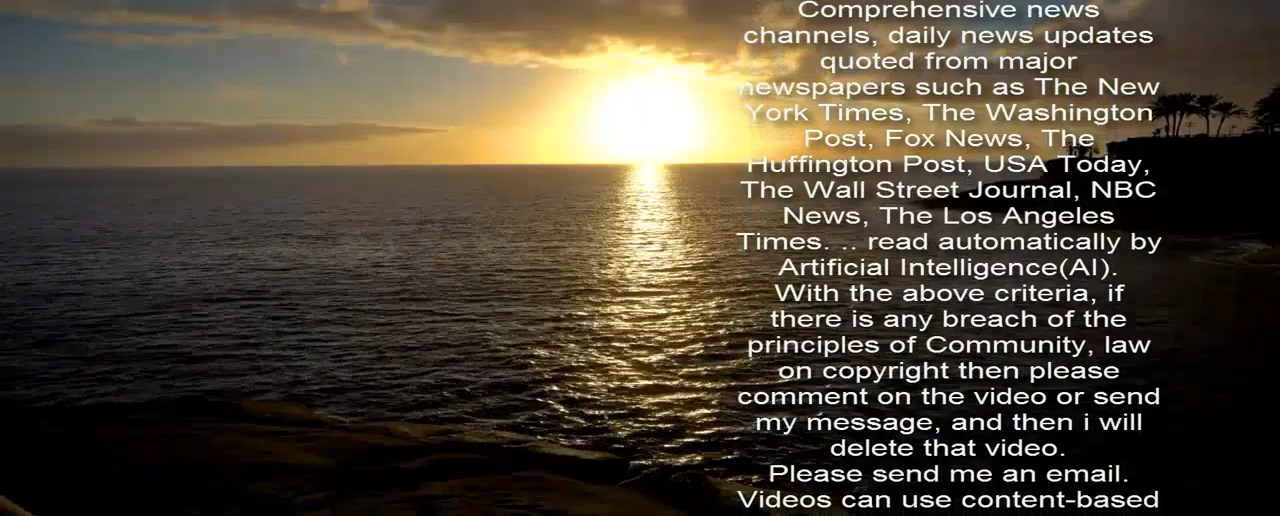 Comprehensive news
channels, daily news updates
quoted from major
newspapers such as The New
York Times, The Washington
Post, Fox News, The
Huffington Post, USA Today,
The Wall Street Journal, NBC
News, The Los Angeles
Times. .. read automatically by
Artificial Intelligence(AI).
With the above criteria, if
there is any breach of the
principles of Community, law
on copyright then please
comment on the video or send
my message, and then i will
delete that video.
Please send me an email.
Videos can use content-based